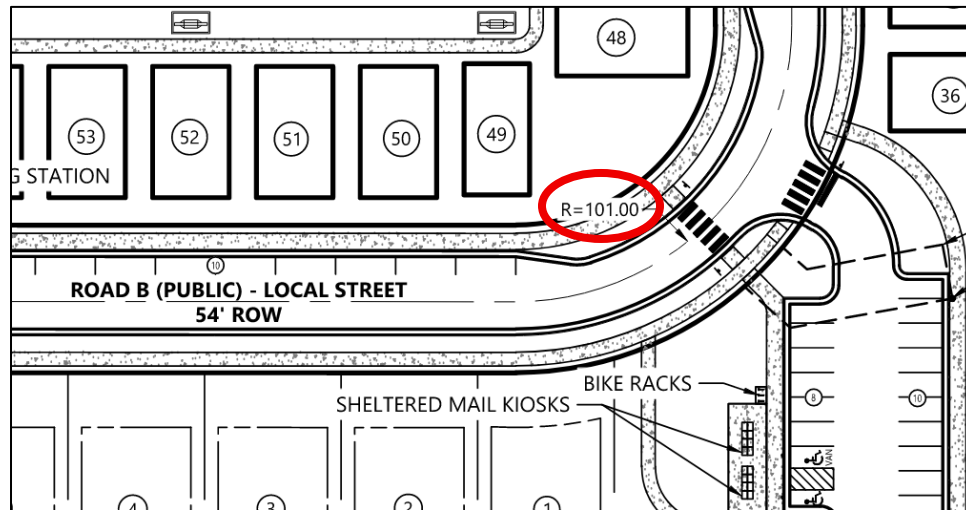 48
36
53
52
51
50
49
G STATION
R=101.00
10
ROAD B (PUBLIC) - LOCAL STREET
54' ROW
BIKE RACKS
SHELTERED MAIL KIOSKS
8
10
VAN
4
3
2
1